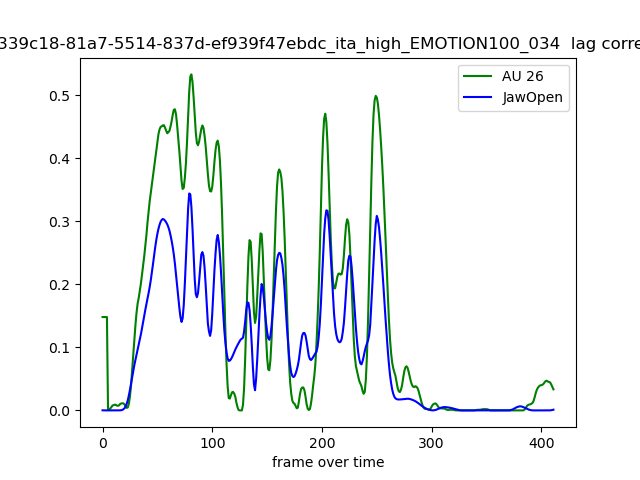 339c18-81a7-5514-837d-ef939f47ebdc_ita_high_EMOTION100_034  lag corre
AU 26
JawOpen
0.5
0.4
0.3
0.2
0.1
0.0
0 100 200 300 400
frame over time